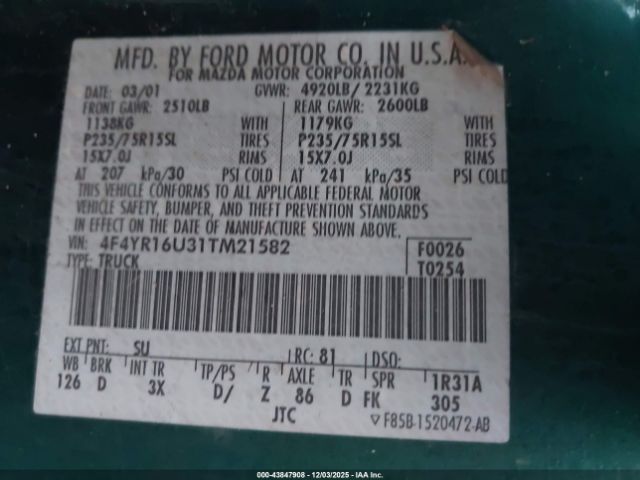 MFD. BY FORD MOTOR CO. IN U.S.A.
FOR MAZDA MOTOR CORPORATION
DATE: 03/01 GVWR: 4920LB/ 2231KG
FRONT GAWR: 2510LB REAR GAWR: 2600LB
1138KG WITH 1179KG WITH
P235/75R15SL TIRES P235/75R15SL TIRES
15X7.0J RIMS 15X7.0J RIMS
AT 207 kPa/30 PSI COLD AT 241 kPa/35 PSI COLD
THIS VEHICLE CONFORMS TO ALL APPLICABLE FEDERAL MOTOR
VEHICLE SAFETY, BUMPER, AND THEFT PREVENTION STANDARDS
IN EFFECT ON THE DATE OF MANUFACTURE SHOWN ABOVE.
VIN: 4F4YR16U31TM21582 F0026
TYPE: TRUCK T0254
EXT PNT: SU RC: 81 DSO:
WB BRK INT TR TP/PS R AXLE TR SPR 1R31A
126 D 3X D/ Z 86 D FK 305
JTC ▽F85B-1520472-AB
000-43847908 - 12/03/2025 - IAAI Inc.